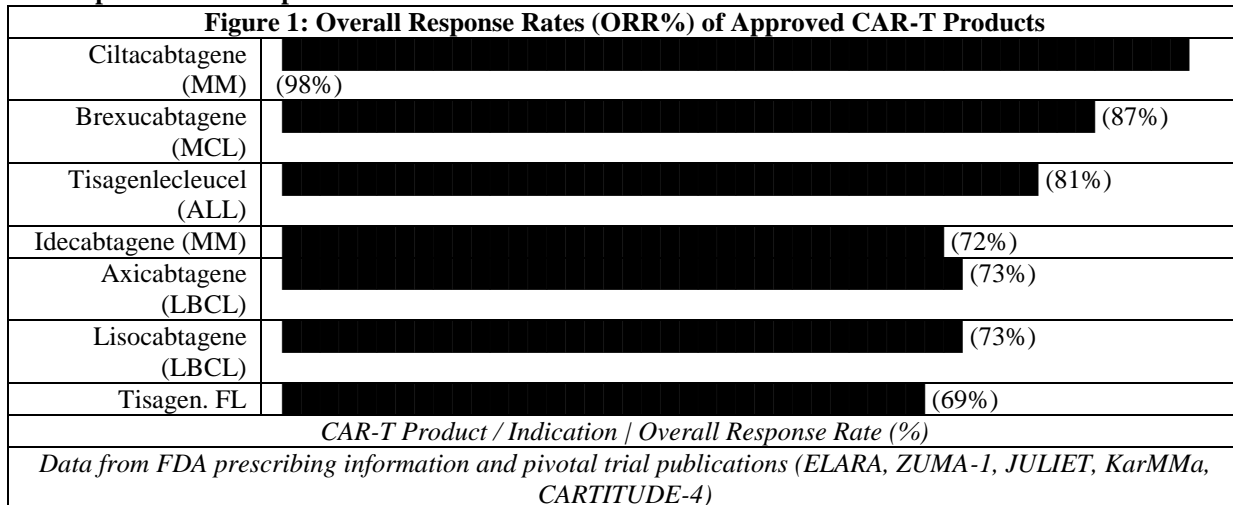 Figure 1: Overall Response Rates (ORR%) of Approved CAR-T Products
Ciltacabtagene
(MM)
(98%)
Brexucabtagene
(MCL)
(87%)
Tisagenlecleucel
(ALL)
(81%)
Idecabtagene (MM)
(72%)
Axicabtagene
(LBCL)
(73%)
Lisocabtagene
(LBCL)
(73%)
Tisagen. FL
(69%)
CAR-T Product / Indication | Overall Response Rate (%)
Data from FDA prescribing information and pivotal trial publications (ELARA, ZUMA-1, JULIET, KarMMa,
CARTITUDE-4)